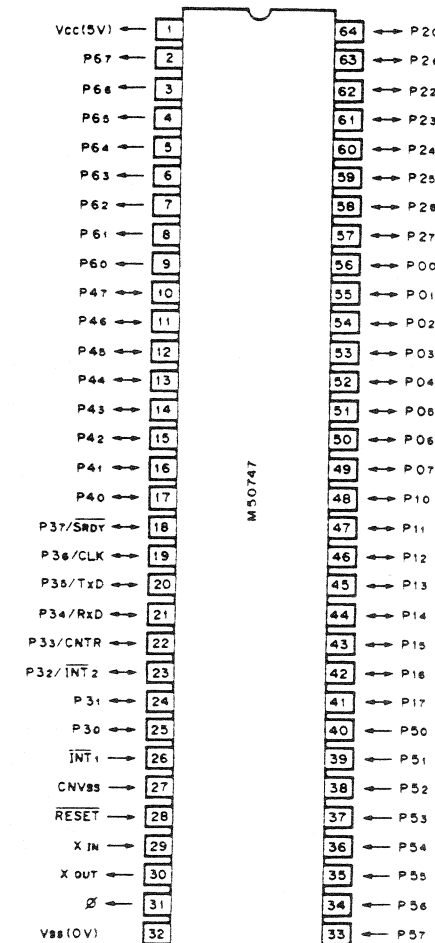 Vcc(5V) 1 64 P20
P67 2 63 P21
P66 3 62 P22
P65 4 61 P23
P64 5 60 P24
P63 6 59 P25
P62 7 58 P26
P61 8 57 P27
P60 9 56 P00
P47 10 55 P01
P46 11 54 P02
P45 12 53 P03
P44 13 52 P04
P43 14 51 P05
P42 15 50 P06
P41 16 49 P07
P40 17 48 P10
M50747
P37/SRDY 18 47 P11
P36/CLK 19 46 P12
P35/TxD 20 45 P13
P34/RxD 21 44 P14
P33/CNTR 22 43 P15
P32/INT2 23 42 P16
P31 24 41 P17
P30 25 40 P50
INT1 26 39 P51
CNVss 27 38 P52
RESET 28 37 P53
X IN 29 36 P54
X OUT 30 35 P55
Ø 31 34 P56
Vss(0V) 32 33 P57